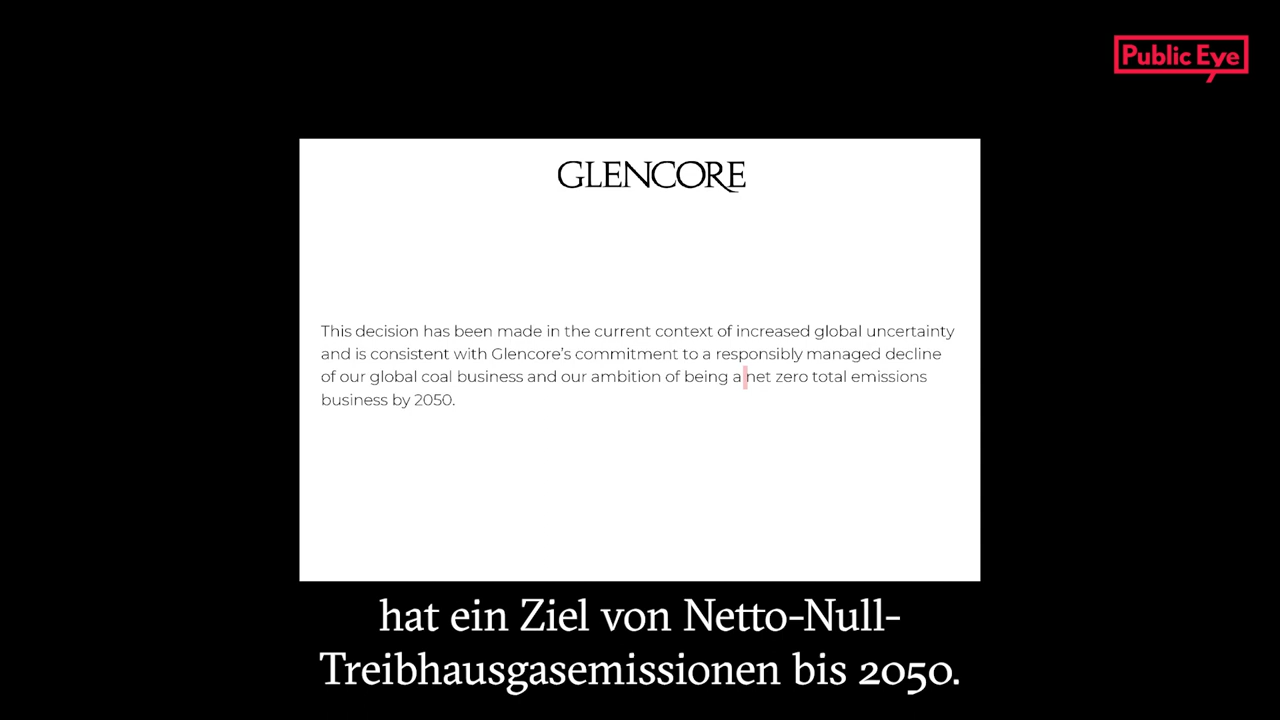 Public Eye
GLENCORE
This decision has been made in the current context of increased global uncertainty
and is consistent with Glencore’s commitment to a responsibly managed decline
of our global coal business and our ambition of being a net zero total emissions
business by 2050.
hat ein Ziel von Netto-Null-
Treibhausgasemissionen bis 2050.